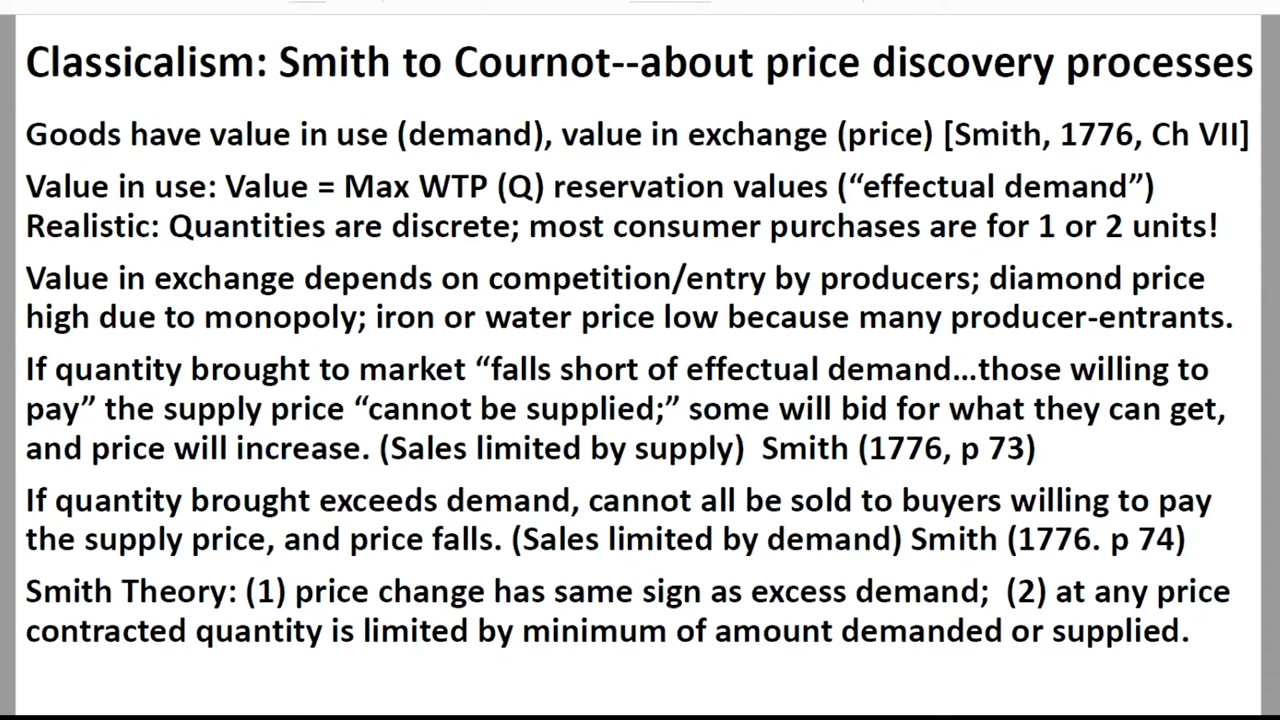 Classicalism: Smith to Cournot--about price discovery processes
Goods have value in use (demand), value in exchange (price) [Smith, 1776, Ch VII]
Value in use: Value = Max WTP (Q) reservation values (“effectual demand”)
Realistic: Quantities are discrete; most consumer purchases are for 1 or 2 units!
Value in exchange depends on competition/entry by producers; diamond price
high due to monopoly; iron or water price low because many producer-entrants.
If quantity brought to market “falls short of effectual demand…those willing to
pay” the supply price “cannot be supplied;” some will bid for what they can get,
and price will increase. (Sales limited by supply)  Smith (1776, p 73)
If quantity brought exceeds demand, cannot all be sold to buyers willing to pay
the supply price, and price falls. (Sales limited by demand) Smith (1776. p 74)
Smith Theory: (1) price change has same sign as excess demand;  (2) at any price
contracted quantity is limited by minimum of amount demanded or supplied.